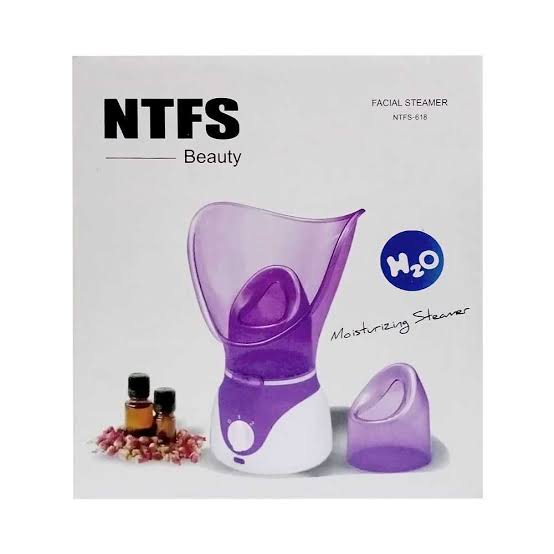 NTFS
Beauty
FACIAL STEAMER
NTFS-618
H2O
Moisturizing Steamer